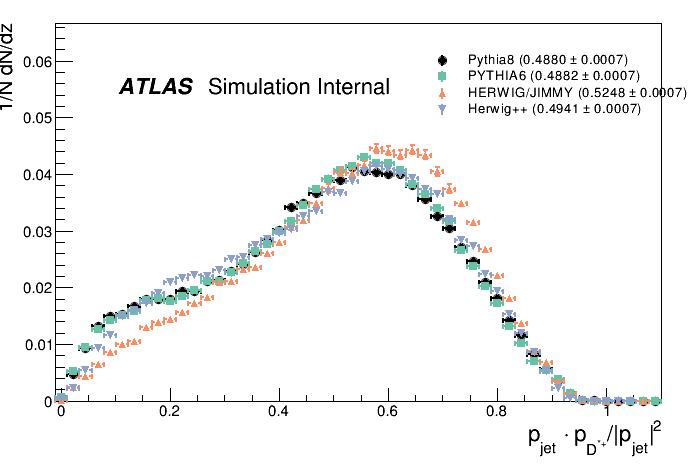 1/N dN/dz
0.06
0.05
0.04
0.03
0.02
0.01
0
ATLAS Simulation Internal
Pythia8 (0.4880 ± 0.0007)
PYTHIA6 (0.4882 ± 0.0007)
HERWIG/JIMMY (0.5248 ± 0.0007)
Herwig++ (0.4941 ± 0.0007)
0 0.2 0.4 0.6 0.8 1
p_jet · p_D*+/|p_jet|²